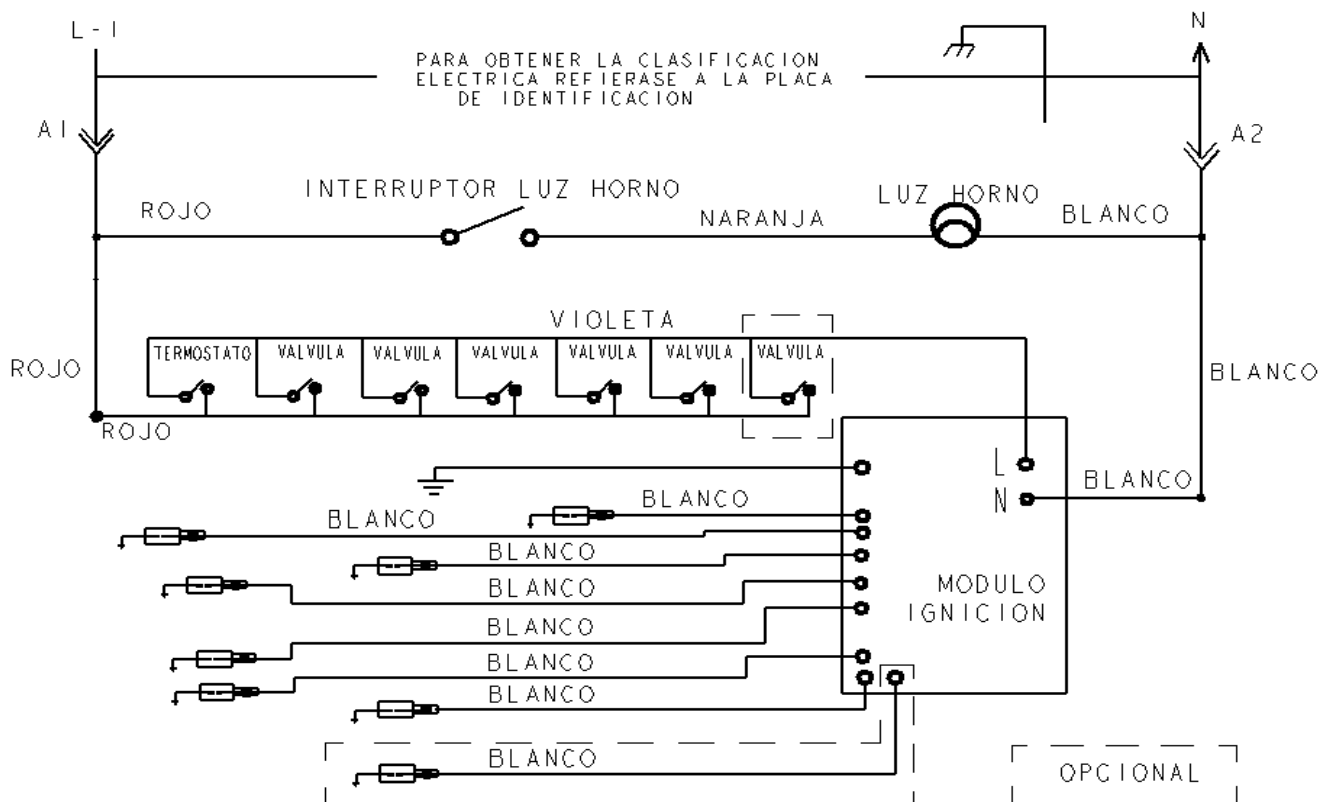 L-1
N
PARA OBTENER LA CLASIFICACION
ELECTRICA REFIERASE A LA PLACA
DE IDENTIFICACION
A1
A2
INTERRUPTOR LUZ HORNO
LUZ HORNO
ROJO
NARANJA
BLANCO
VIOLETA
TERMOSTATO
VALVULA
VALVULA
VALVULA
VALVULA
VALVULA
VALVULA
ROJO
BLANCO
ROJO
L
BLANCO
N
BLANCO
BLANCO
BLANCO
BLANCO
MODULO
IGNICION
BLANCO
BLANCO
BLANCO
BLANCO
OPCIONAL